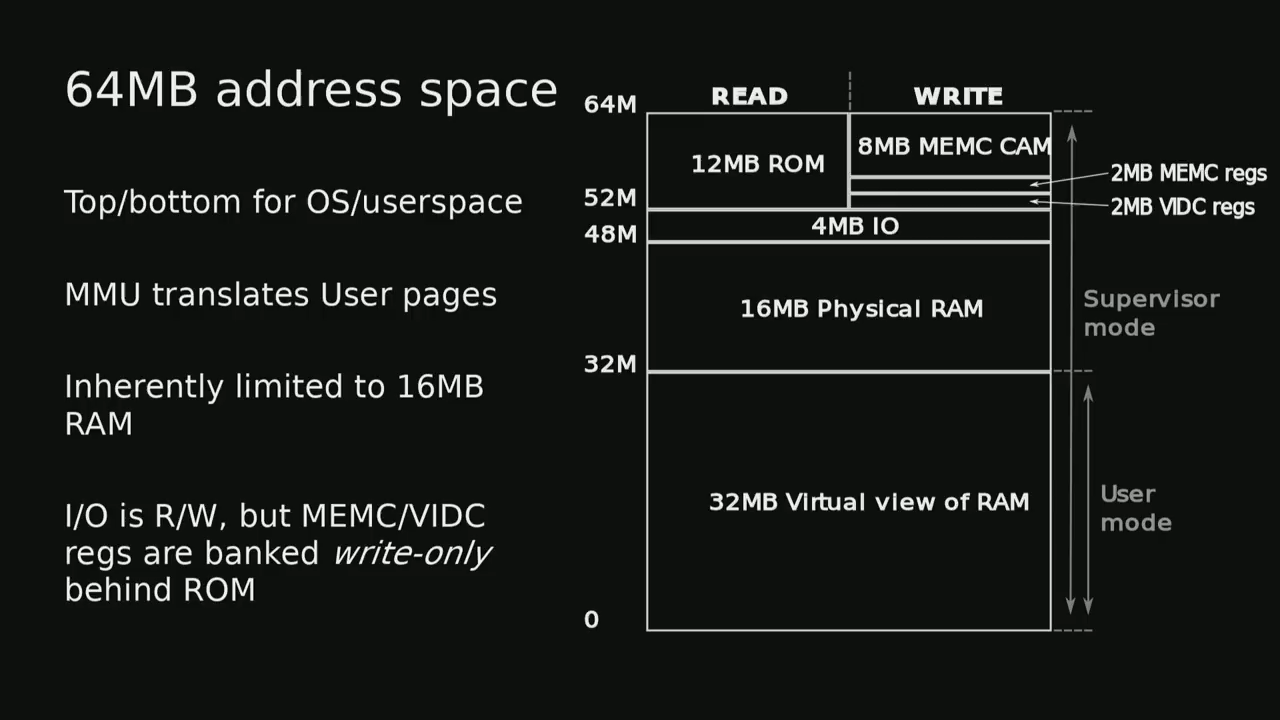 64MB address space
Top/bottom for OS/userspace
MMU translates User pages
Inherently limited to 16MB
RAM
I/O is R/W, but MEMC/VIDC
regs are banked write-only
behind ROM
READ
WRITE
64M
12MB ROM
8MB MEMC CAM
2MB MEMC regs
52M
2MB VIDC regs
4MB IO
48M
16MB Physical RAM
Supervisor
mode
32M
32MB Virtual view of RAM
User
mode
0